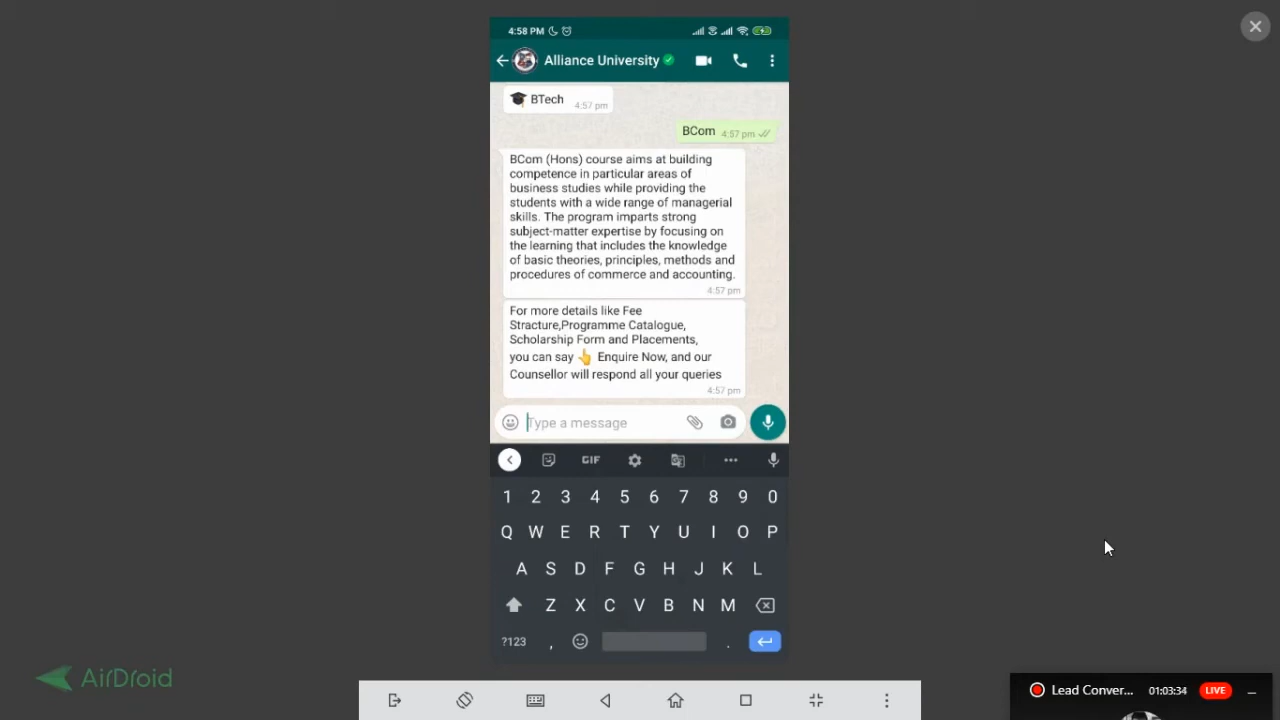 4:58 PM
Alliance University
BTech
4:57 pm
BCom 4:57 pm
BCom (Hons) course aims at building
competence in particular areas of
business studies while providing the
students with a wide range of managerial
skills. The program imparts strong
subject-matter expertise by focusing on
the learning that includes the knowledge
of basic theories, principles, methods and
procedures of commerce and accounting.
4:57 pm
For more details like Fee
Stracture,Programme Catalogue,
Scholarship Form and Placements,
you can say 👆 Enquire Now, and our
Counsellor will respond all your queries
4:57 pm
Type a message
GIF
1 2 3 4 5 6 7 8 9 0
Q W E R T Y U I O P
A S D F G H J K L
Z X C V B N M
?123 , .
AirDroid
Lead Conver... 01:03:34 LIVE